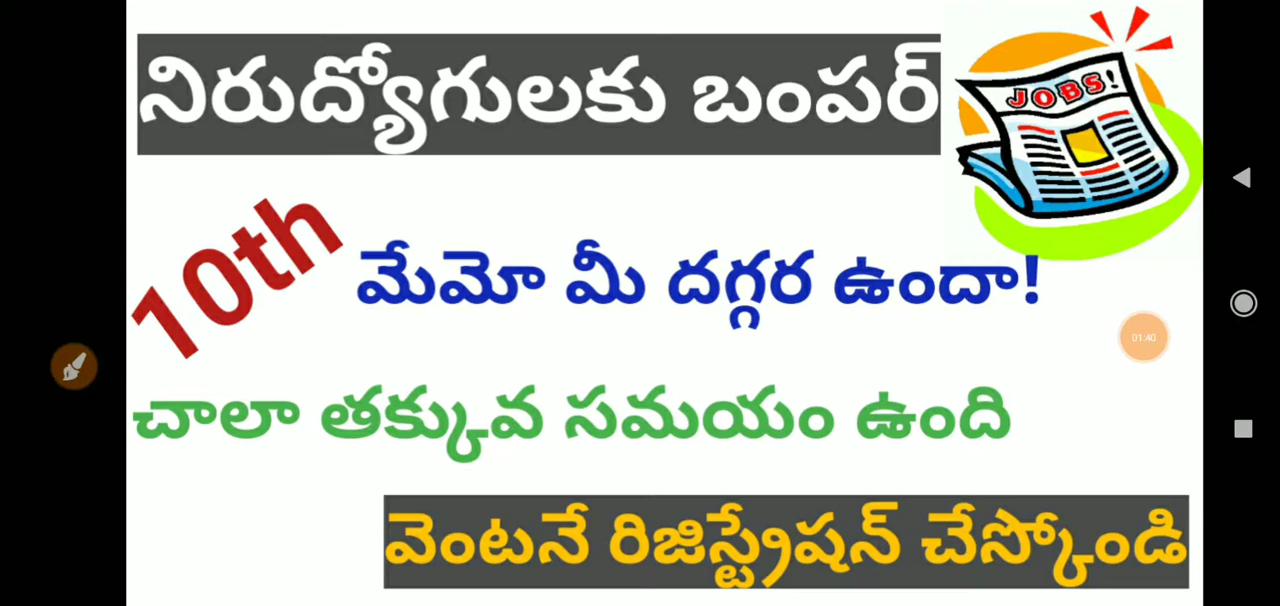 నిరుద్యోగులకు బంపర్
JOBS!
10th మేమో మీ దగ్గర ఉందా!
01:40
చాలా తక్కువ సమయం ఉంది
వెంటనే రిజిస్ట్రేషన్ చేస్కోండి